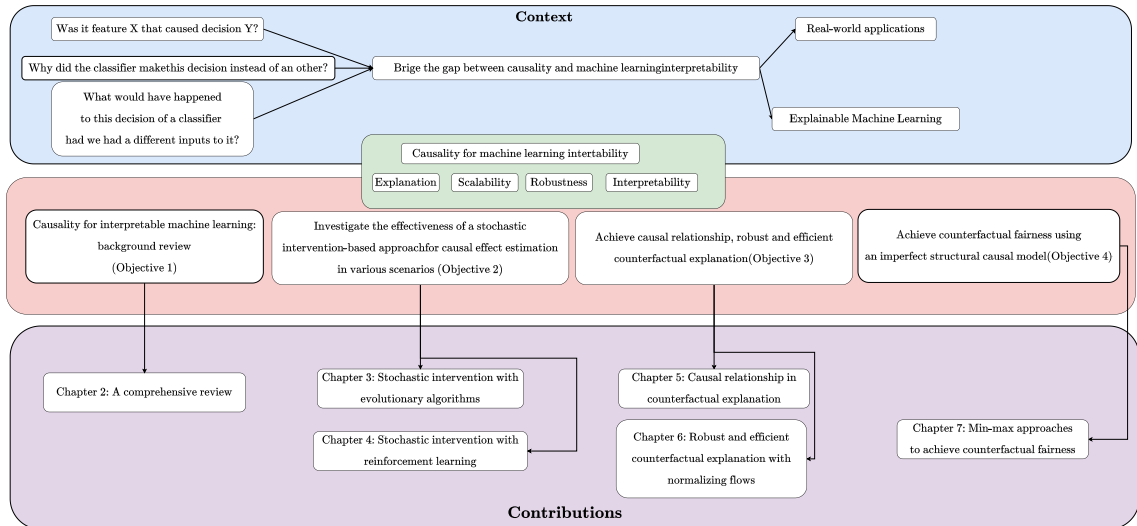 Context
Was it feature X that caused decision Y?
Why did the classifier makethis decision instead of an other?
What would have happened
to this decision of a classifier
had we had a different inputs to it?
Brige the gap between causality and machine learninginterpretability
Real-world applications
Explainable Machine Learning
Causality for machine learning intertability
Explanation
Scalability
Robustness
Interpretability
Causality for interpretable machine learning:
background review
(Objective 1)
Investigate the effectiveness of a stochastic
intervention-based approachfor causal effect estimation
in various scenarios (Objective 2)
Achieve causal relationship, robust and efficient
counterfactual explanation(Objective 3)
Achieve counterfactual fairness using
an imperfect structural causal model(Objective 4)
Chapter 2: A comprehensive review
Chapter 3: Stochastic intervention with
evolutionary algorithms
Chapter 4: Stochastic intervention with
reinforcement learning
Chapter 5: Causal relationship in
counterfactual explanation
Chapter 6: Robust and efficient
counterfactual explanation with
normalizing flows
Chapter 7: Min-max approaches
to achieve counterfactual fairness
Contributions